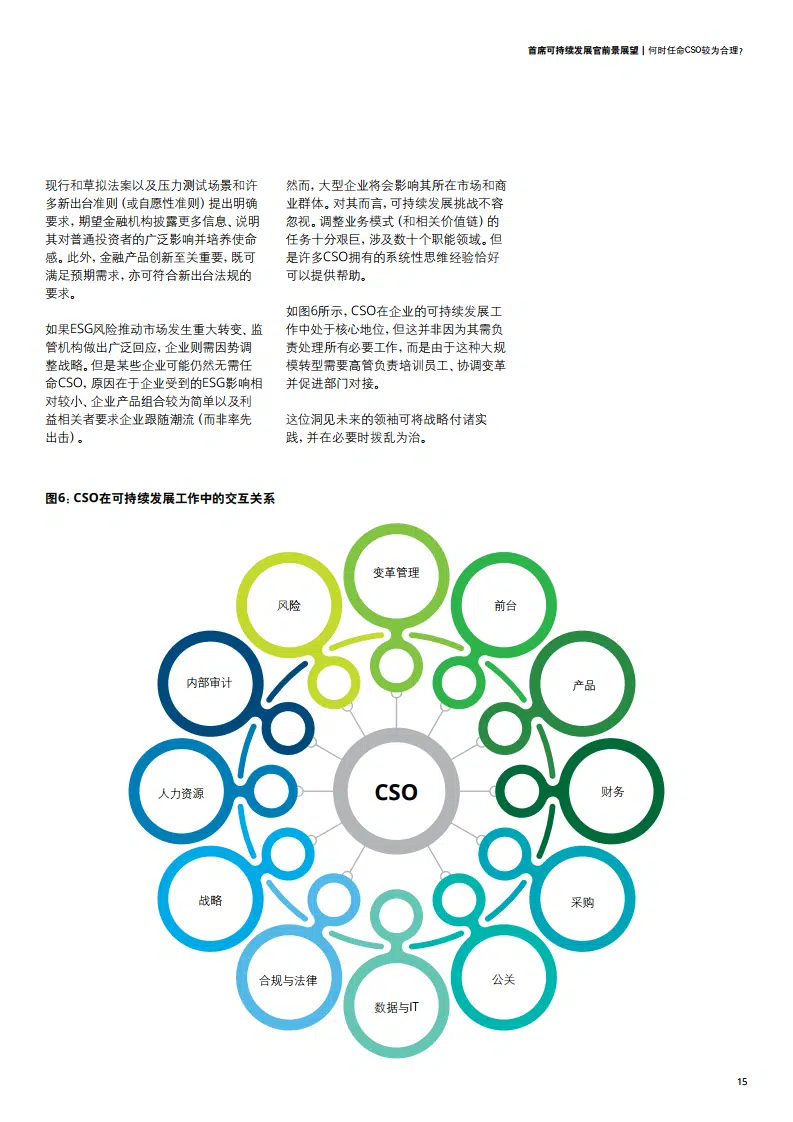 首席可持续发展官前景展望 | 何时任命CSO较为合理?
现行和草拟法案以及压力测试场景和许
多新出台准则 (或自愿性准则) 提出明确
要求, 期望金融机构披露更多信息、说明
其对普通投资者的广泛影响并培养使命
感。此外, 金融产品创新至关重要, 既可
满足预期需求, 亦可符合新出台法规的
要求。
如果ESG风险推动市场发生重大转变、监
管机构做出广泛回应, 企业则需因势调
整战略。但是某些企业可能仍然无需任
命CSO, 原因在于企业受到的ESG影响相
对较小、企业产品组合较为简单以及利
益相关者要求企业跟随潮流 (而非率先
出击) 。
然而, 大型企业将会影响其所在市场和商
业群体。对其而言, 可持续发展挑战不容
忽视。调整业务模式 (和相关价值链) 的
任务十分艰巨, 涉及数十个职能领域。但
是许多CSO拥有的系统性思维经验恰好
可以提供帮助。
如图6所示, CSO在企业的可持续发展工
作中处于核心地位, 但这并非因为其需负
责处理所有必要工作, 而是由于这种大规
模转型需要高管负责培训员工、协调变革
并促进部门对接。
这位洞见未来的领袖可将战略付诸实
践, 并在必要时拨乱为治。
图6: CSO在可持续发展工作中的交互关系
变革管理
风险
前台
内部审计
产品
人力资源
CSO
财务
战略
采购
合规与法律
公关
数据与IT
15